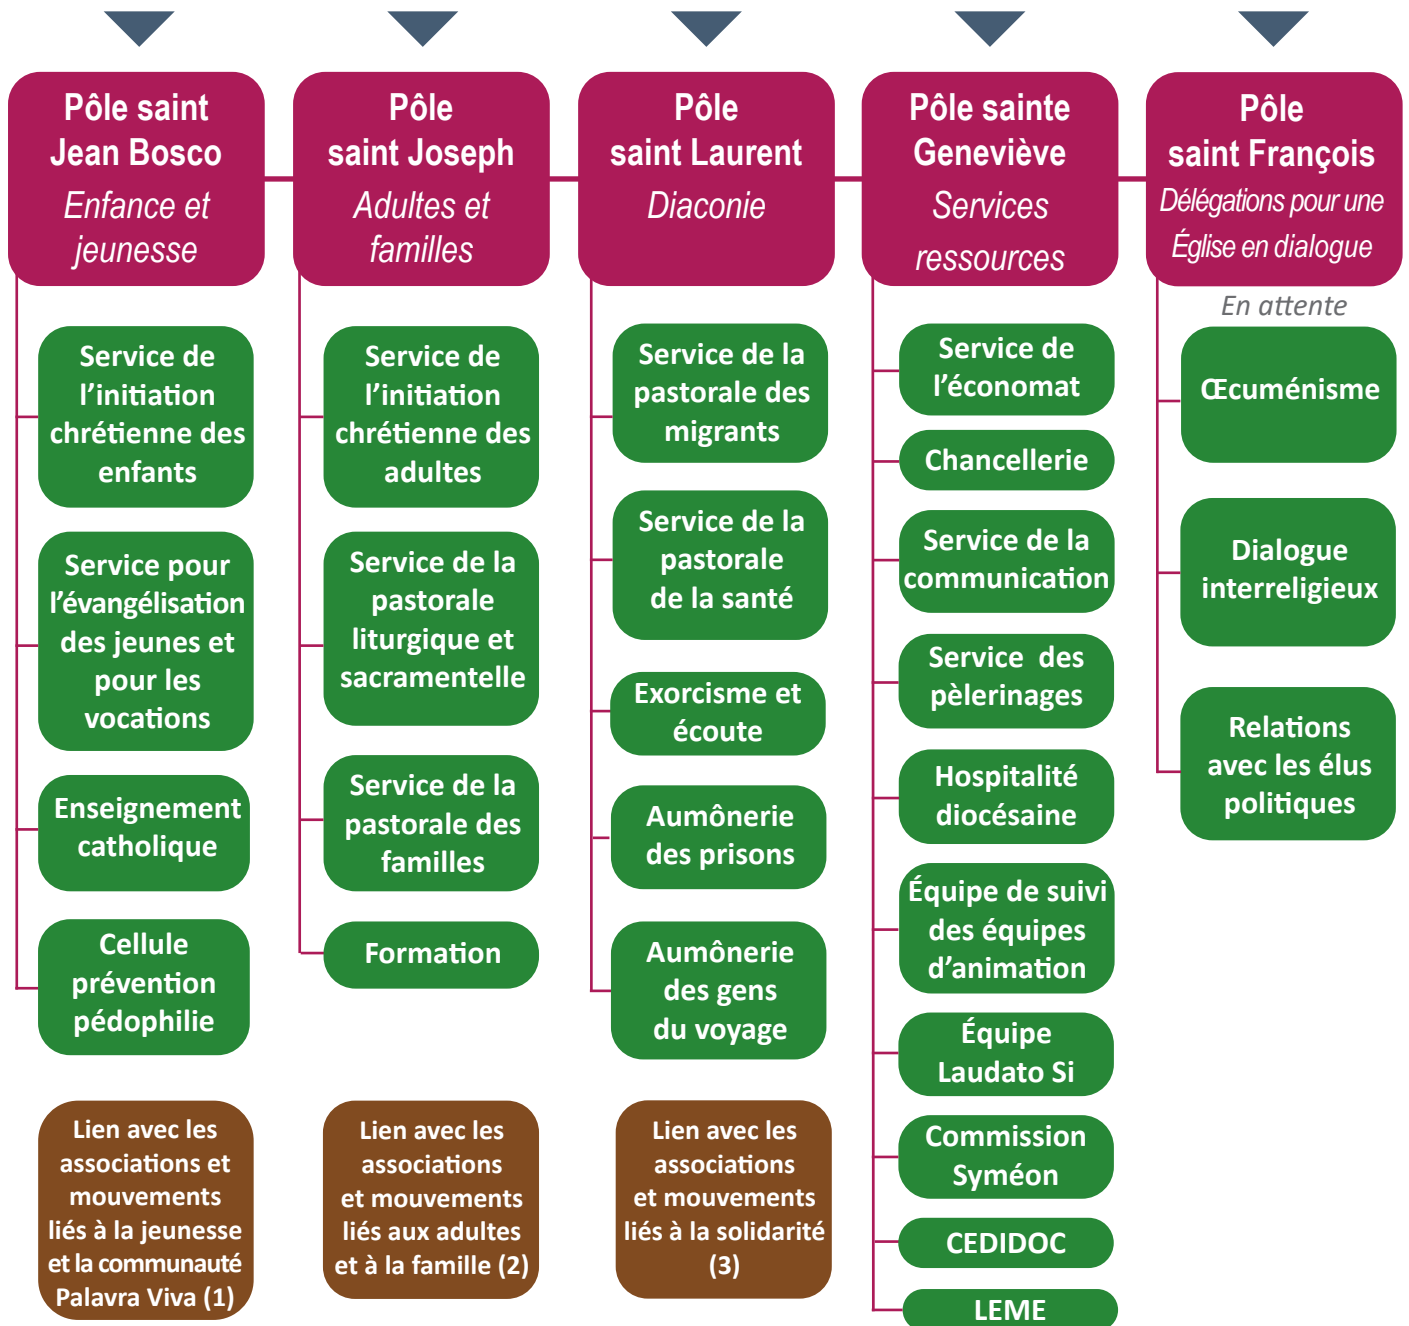 Pôle saint
Jean Bosco
Enfance et
jeunesse
Service de
l'initiation
chrétienne des
enfants
Service pour
l'évangélisation
des jeunes et
pour les
vocations
Enseignement
catholique
Cellule
prévention
pédophilie
Lien avec les
associations et
mouvements
liés à la jeunesse
et la communauté
Palavra Viva (1)
Pôle
saint Joseph
Adultes et
familles
Service de
l'initiation
chrétienne des
adultes
Service de la
pastorale
liturgique et
sacramentelle
Service de la
pastorale des
familles
Formation
Lien avec les
associations
et mouvements
liés aux adultes
et à la famille (2)
Pôle
saint Laurent
Diaconie
Service de la
pastorale des
migrants
Service de la
pastorale
de la santé
Exorcisme et
écoute
Aumônerie
des prisons
Aumônerie
des gens
du voyage
Lien avec les
associations
et mouvements
liés à la solidarité
(3)
Pôle sainte
Geneviève
Services
ressources
Service de
l'économat
Chancellerie
Service de la
communication
Service des
pèlerinages
Hospitalité
diocésaine
Équipe de suivi
des équipes
d'animation
Équipe
Laudato Si
Commission
Syméon
CEDIDOC
LEME
Pôle
saint François
Délégations pour une
Église en dialogue
En attente
Œcuménisme
Dialogue
interreligieux
Relations
avec les élus
politiques